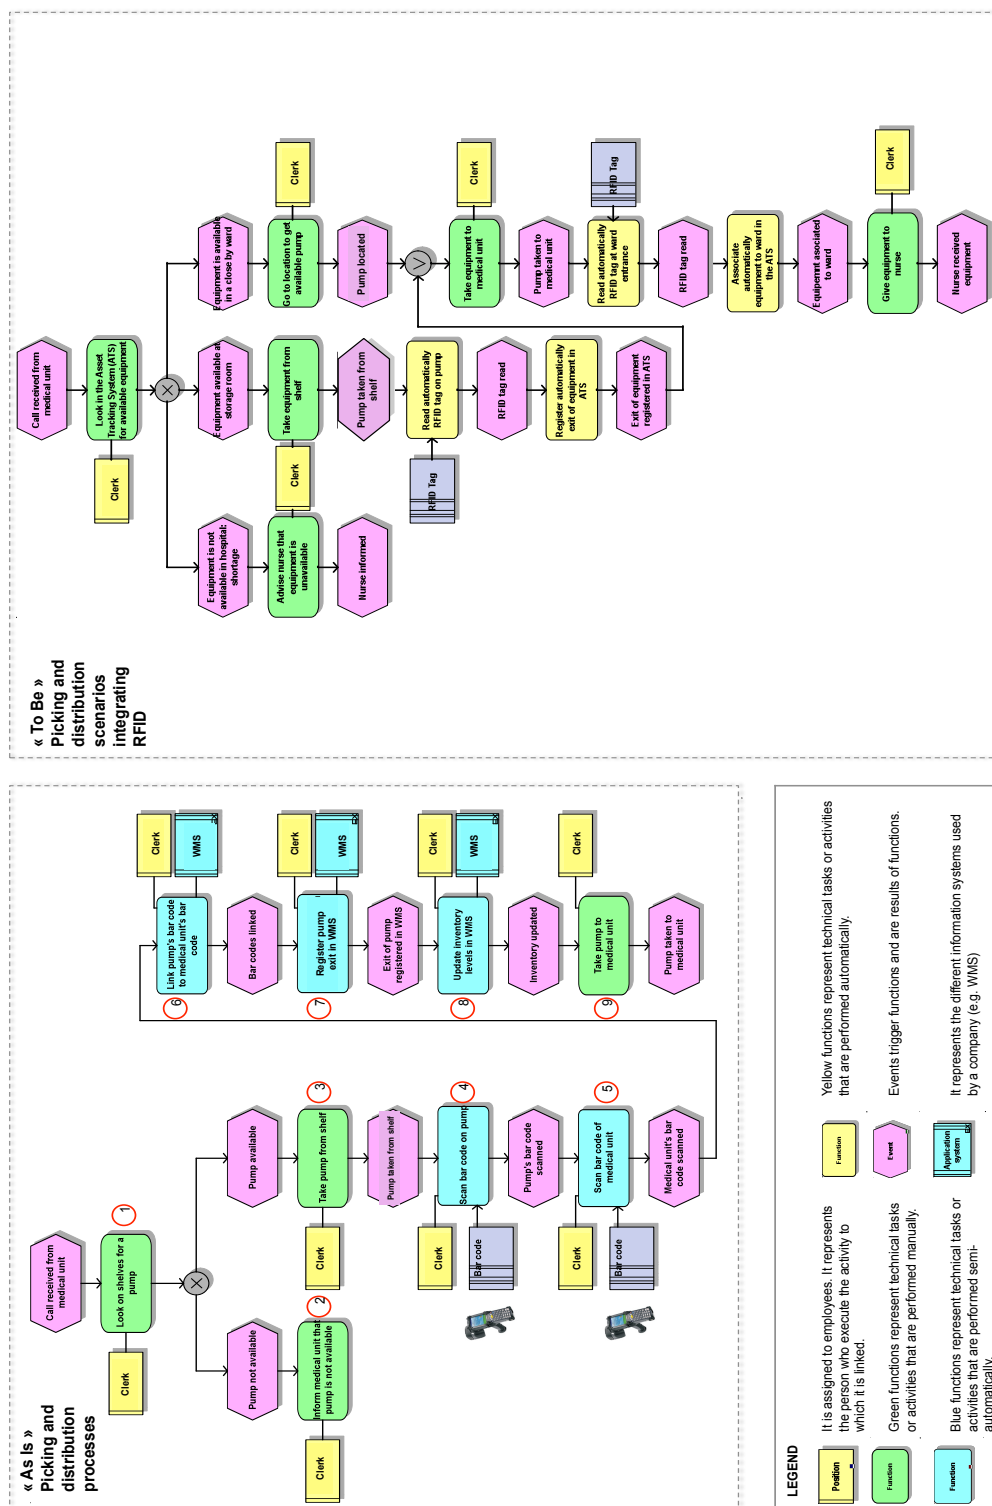 « As Is »
Picking and
distribution
processes
Call received from
medical unit
Look on shelves for a
pump
1
Clerk
X
Pump not available
Inform medical unit that
pump is not available
2
Clerk
Pump available
Take pump from shelf
3
Clerk
Pump taken from shelf
Scan bar code on pump
4
Clerk
Bar code
Pump's bar code
scanned
Scan bar code of
medical unit
5
Clerk
Bar code
Medical unit's bar
code scanned
Link pump's bar code
to medical unit's bar
code
6
Clerk
WMS
Bar codes linked
Register pump
exit in WMS
7
Clerk
WMS
Exit of pump
registered in WMS
Update inventory
levels in WMS
8
Clerk
WMS
Inventory updated
Take pump to
medical unit
9
Clerk
Pump taken to
medical unit
« To Be »
Picking and
distribution
scenarios
integrating
RFID
Call received from
medical unit
Look in the Asset
Tracking System (ATS)
for available equipment
Clerk
X
Equipment is not
available in hospital:
shortage
Advise nurse that
equipment is
unavailable
Clerk
Nurse informed
Equipment available at
storage room
Take equipment from
shelf
Pump taken from
shelf
Read automatically
RFID tag on pump
RFID Tag
RFID tag read
Register automatically
exit of equipment in
ATS
Exit of equipment
registered in ATS
Equipment is available
in a close by ward
Go to location to get
available pump
Clerk
Pump located
V
Take equipment to
medical unit
Clerk
Pump taken to
medical unit
Read automatically
RFID tag at ward
entrance
RFID Tag
RFID tag read
Associate
automatically
equipment to ward in
the ATS
Equipemnt asociated
to ward
Give equipment to
nurse
Clerk
Nurse received
equipment
LEGEND
Position
It is assigned to employees. It represents
the person who execute the activity to
which it is linked.
Function
Green functions represent technical tasks
or activities that are performed manually.
Function
Blue functions represent technical tasks or
activities that are performed semi-
automatically.
Function
Yellow functions represent technical tasks or activities
that are performed automatically.
Event
Events trigger functions and are results of functions.
Application
system
It represents the different information systems used
by a company (e.g. WMS)